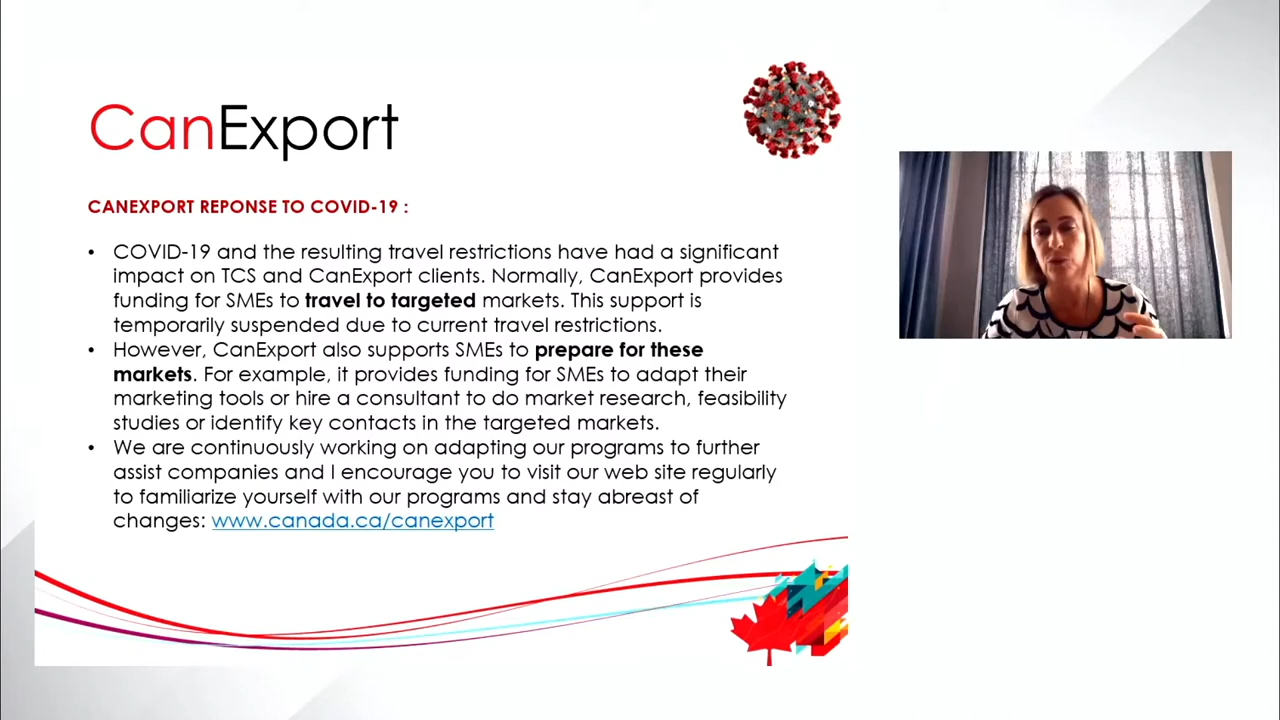 CanExport
CANEXPORT REPONSE TO COVID-19 :
• COVID-19 and the resulting travel restrictions have had a significant
impact on TCS and CanExport clients. Normally, CanExport provides
funding for SMEs to travel to targeted markets. This support is
temporarily suspended due to current travel restrictions.
• However, CanExport also supports SMEs to prepare for these
markets. For example, it provides funding for SMEs to adapt their
marketing tools or hire a consultant to do market research, feasibility
studies or identify key contacts in the targeted markets.
• We are continuously working on adapting our programs to further
assist companies and I encourage you to visit our web site regularly
to familiarize yourself with our programs and stay abreast of
changes: www.canada.ca/canexport